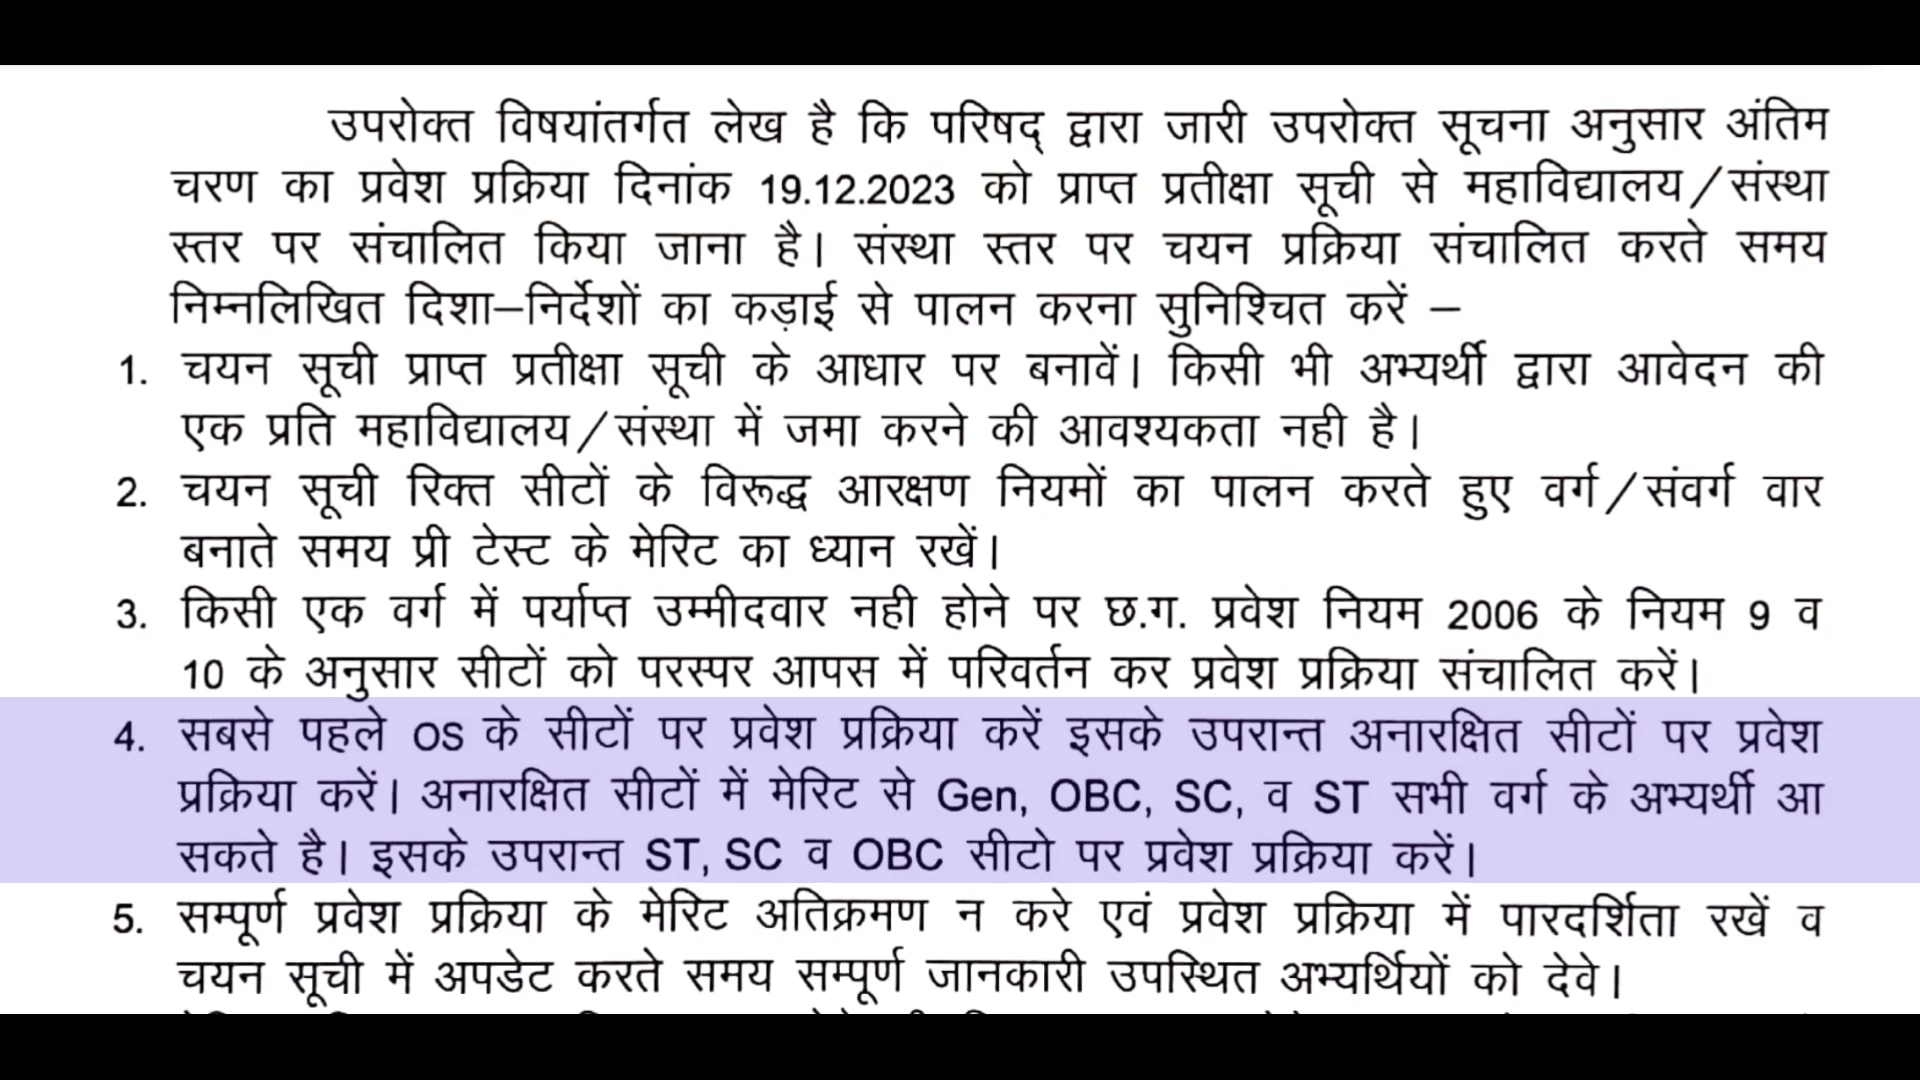 उपरोक्त विषयांतर्गत लेख है कि परिषद् द्वारा जारी उपरोक्त सूचना अनुसार अंतिम
चरण का प्रवेश प्रक्रिया दिनांक 19.12.2023 को प्राप्त प्रतीक्षा सूची से महाविद्यालय/संस्था
स्तर पर संचालित किया जाना है। संस्था स्तर पर चयन प्रक्रिया संचालित करते समय
निम्नलिखित दिशा–निर्देशों का कड़ाई से पालन करना सुनिश्चित करें –
1. चयन सूची प्राप्त प्रतीक्षा सूची के आधार पर बनावें। किसी भी अभ्यर्थी द्वारा आवेदन की
एक प्रति महाविद्यालय/संस्था में जमा करने की आवश्यकता नही है।
2. चयन सूची रिक्त सीटों के विरूद्ध आरक्षण नियमों का पालन करते हुए वर्ग/संवर्ग वार
बनाते समय प्री टेस्ट के मेरिट का ध्यान रखें।
3. किसी एक वर्ग में पर्याप्त उम्मीदवार नही होने पर छ.ग. प्रवेश नियम 2006 के नियम 9 व
10 के अनुसार सीटों को परस्पर आपस में परिवर्तन कर प्रवेश प्रक्रिया संचालित करें।
4. सबसे पहले OS के सीटों पर प्रवेश प्रक्रिया करें इसके उपरान्त अनारक्षित सीटों पर प्रवेश
प्रक्रिया करें। अनारक्षित सीटों में मेरिट से Gen, OBC, SC, व ST सभी वर्ग के अभ्यर्थी आ
सकते है। इसके उपरान्त ST, SC व OBC सीटो पर प्रवेश प्रक्रिया करें।
5. सम्पूर्ण प्रवेश प्रक्रिया के मेरिट अतिक्रमण न करे एवं प्रवेश प्रक्रिया में पारदर्शिता रखें व
चयन सूची में अपडेट करते समय सम्पूर्ण जानकारी उपस्थित अभ्यर्थियों को देवे।